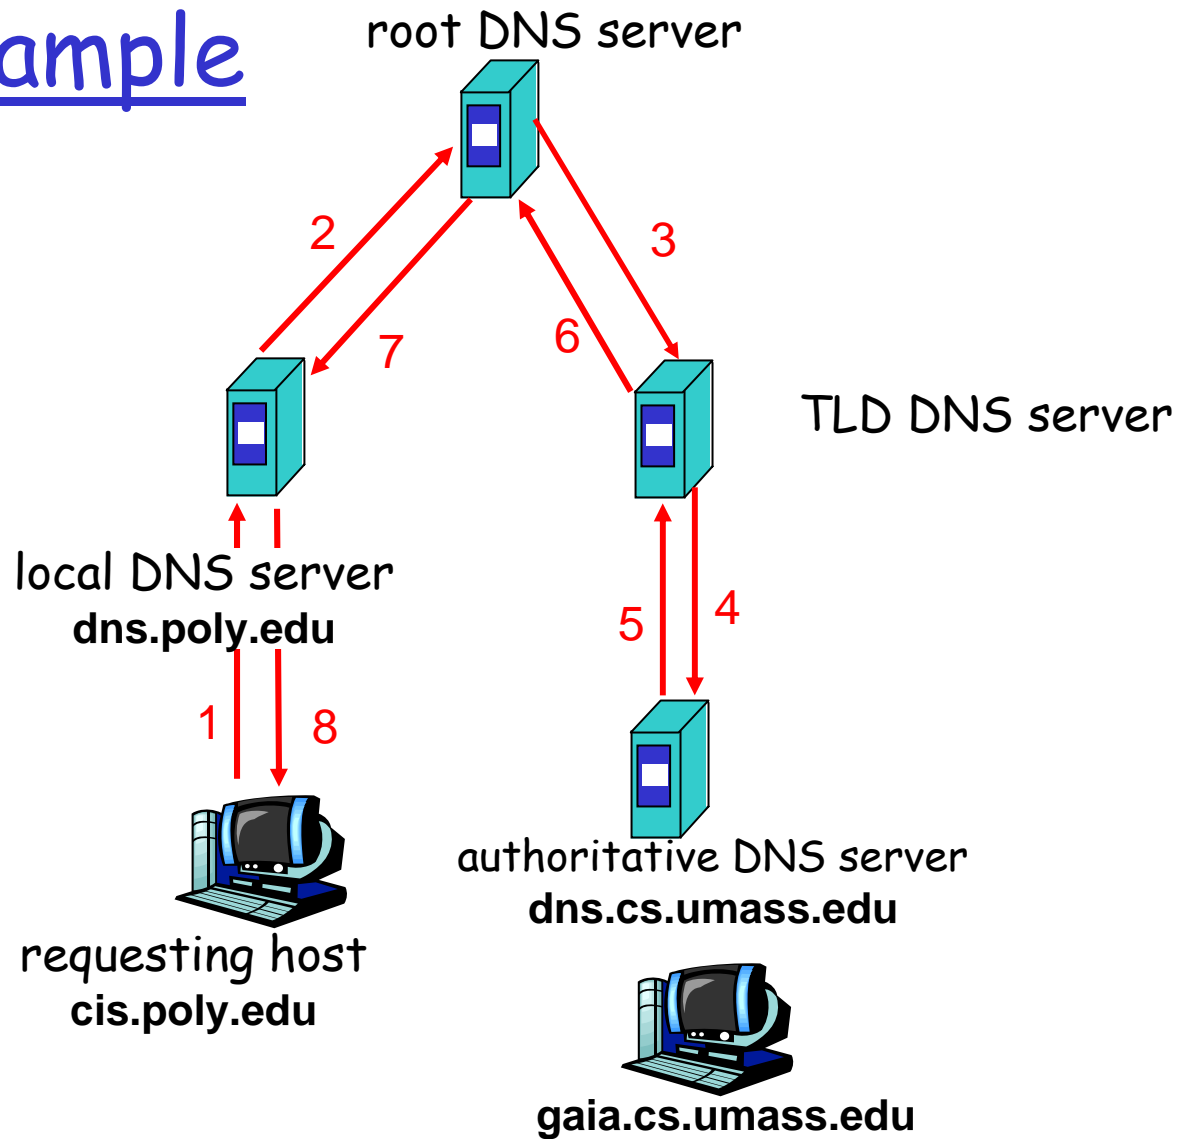 ample
root DNS server
2
3
7
6
TLD DNS server
local DNS server
dns.poly.edu
5
4
1
8
authoritative DNS server
dns.cs.umass.edu
requesting host
cis.poly.edu
gaia.cs.umass.edu